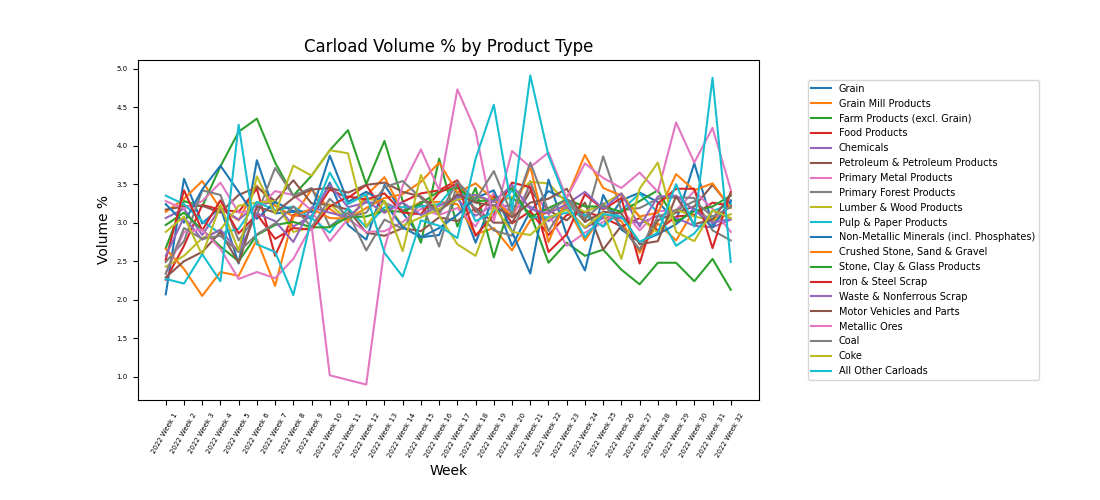 Carload Volume % by Product Type
Volume %
5.0
4.5
4.0
3.5
3.0
2.5
2.0
1.5
1.0
2022 Week 1
2022 Week 2
2022 Week 3
2022 Week 4
2022 Week 5
2022 Week 6
2022 Week 7
2022 Week 8
2022 Week 9
2022 Week 10
2022 Week 11
2022 Week 12
2022 Week 13
2022 Week 14
2022 Week 15
2022 Week 16
2022 Week 17
2022 Week 18
2022 Week 19
2022 Week 20
2022 Week 21
2022 Week 22
2022 Week 23
2022 Week 24
2022 Week 25
2022 Week 26
2022 Week 27
2022 Week 28
2022 Week 29
2022 Week 30
2022 Week 31
2022 Week 32
Week
Grain
Grain Mill Products
Farm Products (excl. Grain)
Food Products
Chemicals
Petroleum & Petroleum Products
Primary Metal Products
Primary Forest Products
Lumber & Wood Products
Pulp & Paper Products
Non-Metallic Minerals (incl. Phosphates)
Crushed Stone, Sand & Gravel
Stone, Clay & Glass Products
Iron & Steel Scrap
Waste & Nonferrous Scrap
Motor Vehicles and Parts
Metallic Ores
Coal
Coke
All Other Carloads